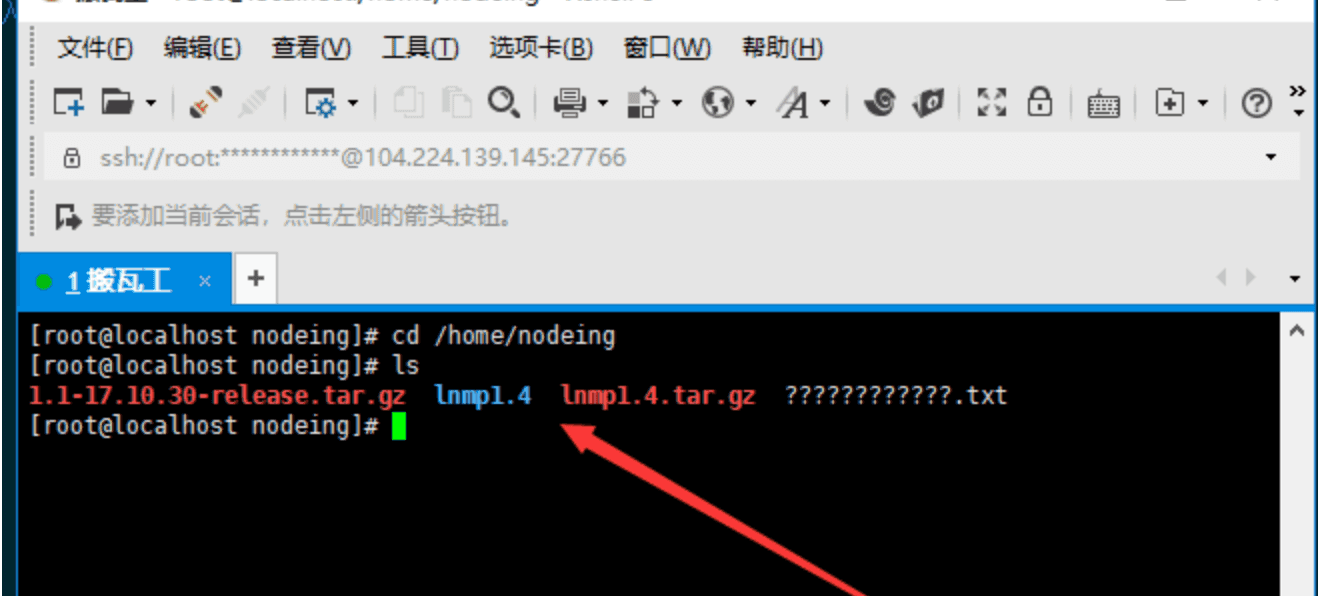 文件(F) 编辑(E) 查看(V) 工具(T) 选项卡(B) 窗口(W) 帮助(H)
ssh://root:************@104.224.139.145:27766
要添加当前会话，点击左侧的箭头按钮。
1 搬瓦工 × +
[root@localhost nodeing]# cd /home/nodeing
[root@localhost nodeing]# ls
1.1-17.10.30-release.tar.gz lnmp1.4 lnmp1.4.tar.gz ????????????.txt
[root@localhost nodeing]#